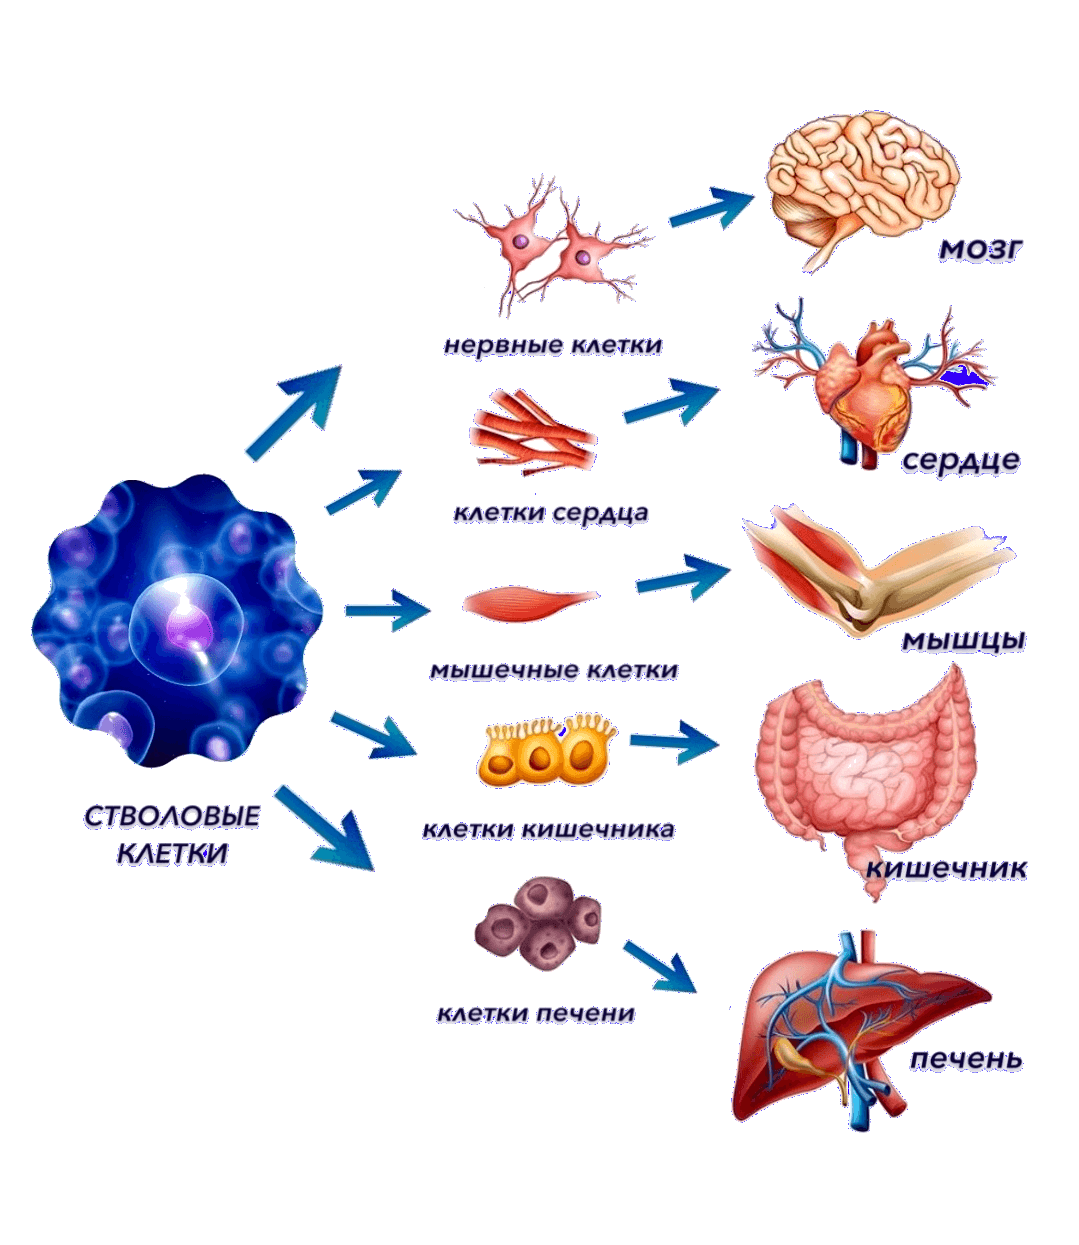 мозг
нервные клетки
сердце
клетки сердца
мышцы
мышечные клетки
СТВОЛОВЫЕ
КЛЕТКИ
клетки кишечника
кишечник
клетки печени
печень